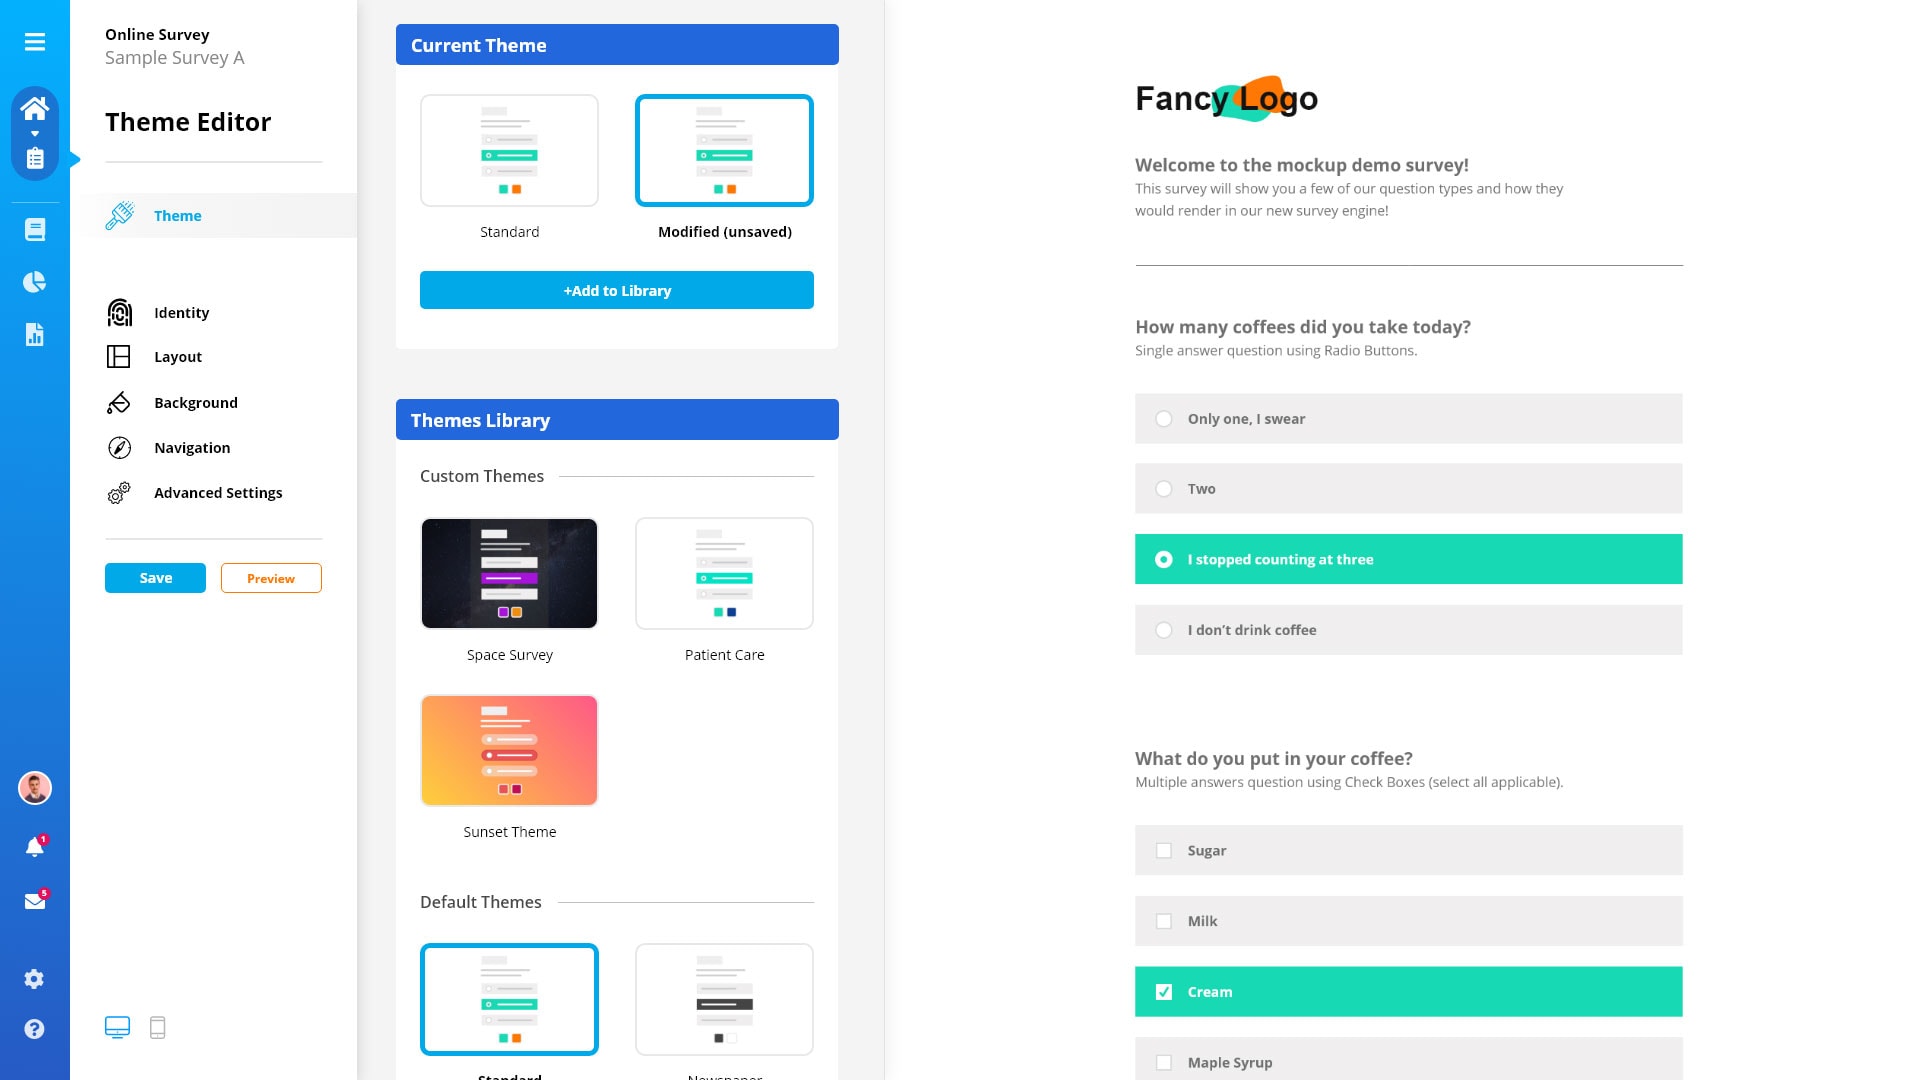 Online Survey
Sample Survey A
Theme Editor
Theme
Identity
Layout
Background
Navigation
Advanced Settings
Save
Preview
1
5
Current Theme
Standard
Modified (unsaved)
+Add to Library
Themes Library
Custom Themes
Space Survey
Patient Care
Sunset Theme
Default Themes
Standard
Newspaper
Fancy Logo
Welcome to the mockup demo survey!
This survey will show you a few of our question types and how they
would render in our new survey engine!
How many coffees did you take today?
Single answer question using Radio Buttons.
Only one, I swear
Two
I stopped counting at three
I don’t drink coffee
What do you put in your coffee?
Multiple answers question using Check Boxes (select all applicable).
Sugar
Milk
Cream
Maple Syrup